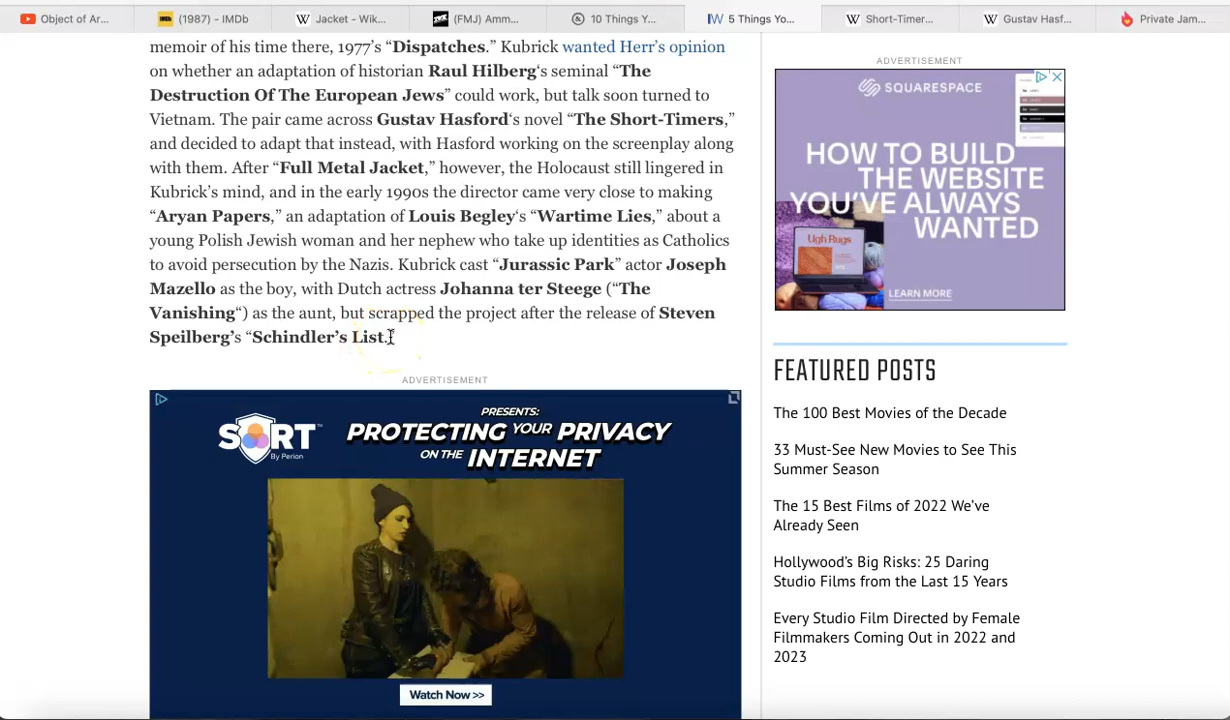 Object of Ar...
IMDb (1987) - IMDb
W Jacket - Wik...
(FMJ) Amm...
10 Things Y...
5 Things Yo...
W Short-Timer...
W Gustav Hasf...
Private Jam...
memoir of his time there, 1977's “Dispatches.” Kubrick wanted Herr's opinion
on whether an adaptation of historian Raul Hilberg‘s seminal “The
Destruction Of The European Jews” could work, but talk soon turned to
Vietnam. The pair came across Gustav Hasford‘s novel “The Short-Timers,”
and decided to adapt that instead, with Hasford working on the screenplay along
with them. After “Full Metal Jacket,” however, the Holocaust still lingered in
Kubrick's mind, and in the early 1990s the director came very close to making
“Aryan Papers,” an adaptation of Louis Begley‘s “Wartime Lies,” about a
young Polish Jewish woman and her nephew who take up identities as Catholics
to avoid persecution by the Nazis. Kubrick cast “Jurassic Park” actor Joseph
Mazello as the boy, with Dutch actress Johanna ter Steege (“The
Vanishing“) as the aunt, but scrapped the project after the release of Steven
Speilberg’s “Schindler’s List.
ADVERTISEMENT
SORT™
By Perion
PRESENTS:
PROTECTING YOUR PRIVACY
ON THE INTERNET
Watch Now >>
ADVERTISEMENT
SQUARESPACE
HOW TO BUILD
THE WEBSITE
YOU'VE ALWAYS
WANTED
Ugh Rugs
LEARN MORE
FEATURED POSTS
The 100 Best Movies of the Decade
33 Must-See New Movies to See This
Summer Season
The 15 Best Films of 2022 We’ve
Already Seen
Hollywood’s Big Risks: 25 Daring
Studio Films from the Last 15 Years
Every Studio Film Directed by Female
Filmmakers Coming Out in 2022 and
2023